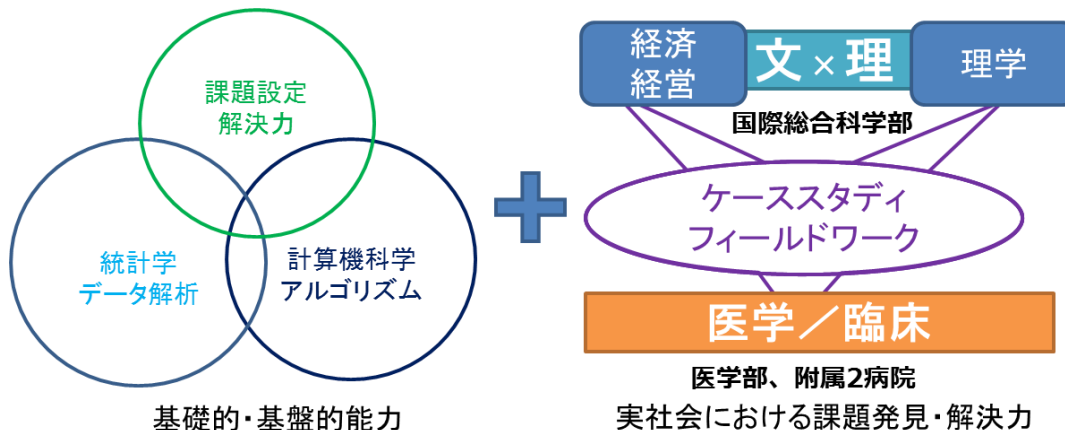 課題設定
解決力
統計学
データ解析
計算機科学
アルゴリズム
基礎的・基盤的能力
経済
経営
文×理
理学
国際総合科学部
ケーススタディ
フィールドワーク
医学／臨床
医学部、附属2病院
実社会における課題発見・解決力